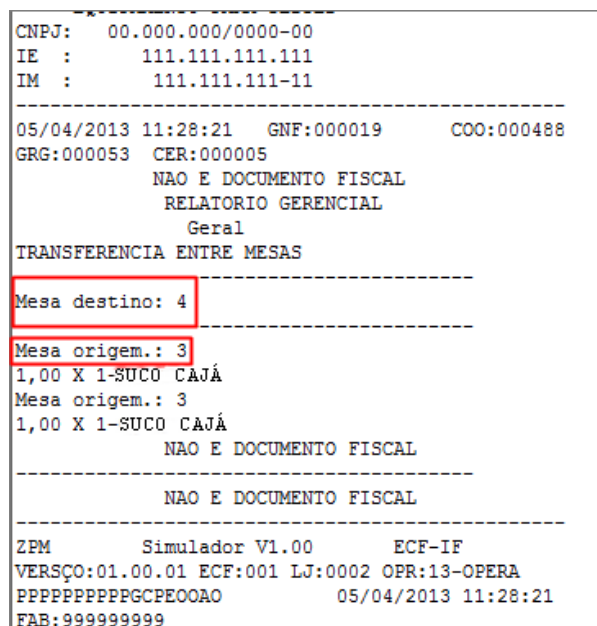 CNPJ: 00.000.000/0000-00
IE : 111.111.111.111
IM : 111.111.111-11
05/04/2013 11:28:21 GNF:000019 COO:000488
GRG:000053 CER:000005
NAO E DOCUMENTO FISCAL
RELATORIO GERENCIAL
Geral
TRANSFERENCIA ENTRE MESAS
Mesa destino: 4
Mesa origem.: 3
1,00 X 1-SUCO CAJÁ
Mesa origem.: 3
1,00 X 1-SUCO CAJÁ
NAO E DOCUMENTO FISCAL
NAO E DOCUMENTO FISCAL
ZPM Simulador V1.00 ECF-IF
VERSÇO:01.00.01 ECF:001 LJ:0002 OPR:13-OPERA
PPPPPPPPPPGCPEOOAO 05/04/2013 11:28:21
FAB:999999999